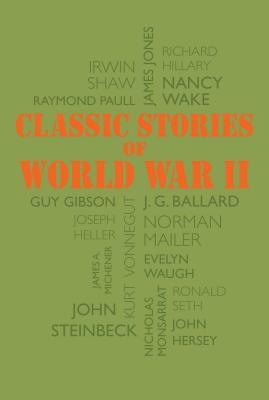 IRWIN
SHAW
JAMES JONES
RICHARD
HILLARY
NANCY
WAKE
RAYMOND PAULL
CLASSIC STORIES
OF
WORLD WAR II
GUY GIBSON
J. G. BALLARD
JOSEPH
HELLER
KURT VONNEGUT
NORMAN
MAILER
JAMES A.
MICHENER
EVELYN
WAUGH
JOHN
STEINBECK
NICHOLAS
MONSARRAT
RONALD
SETH
JOHN
HERSEY